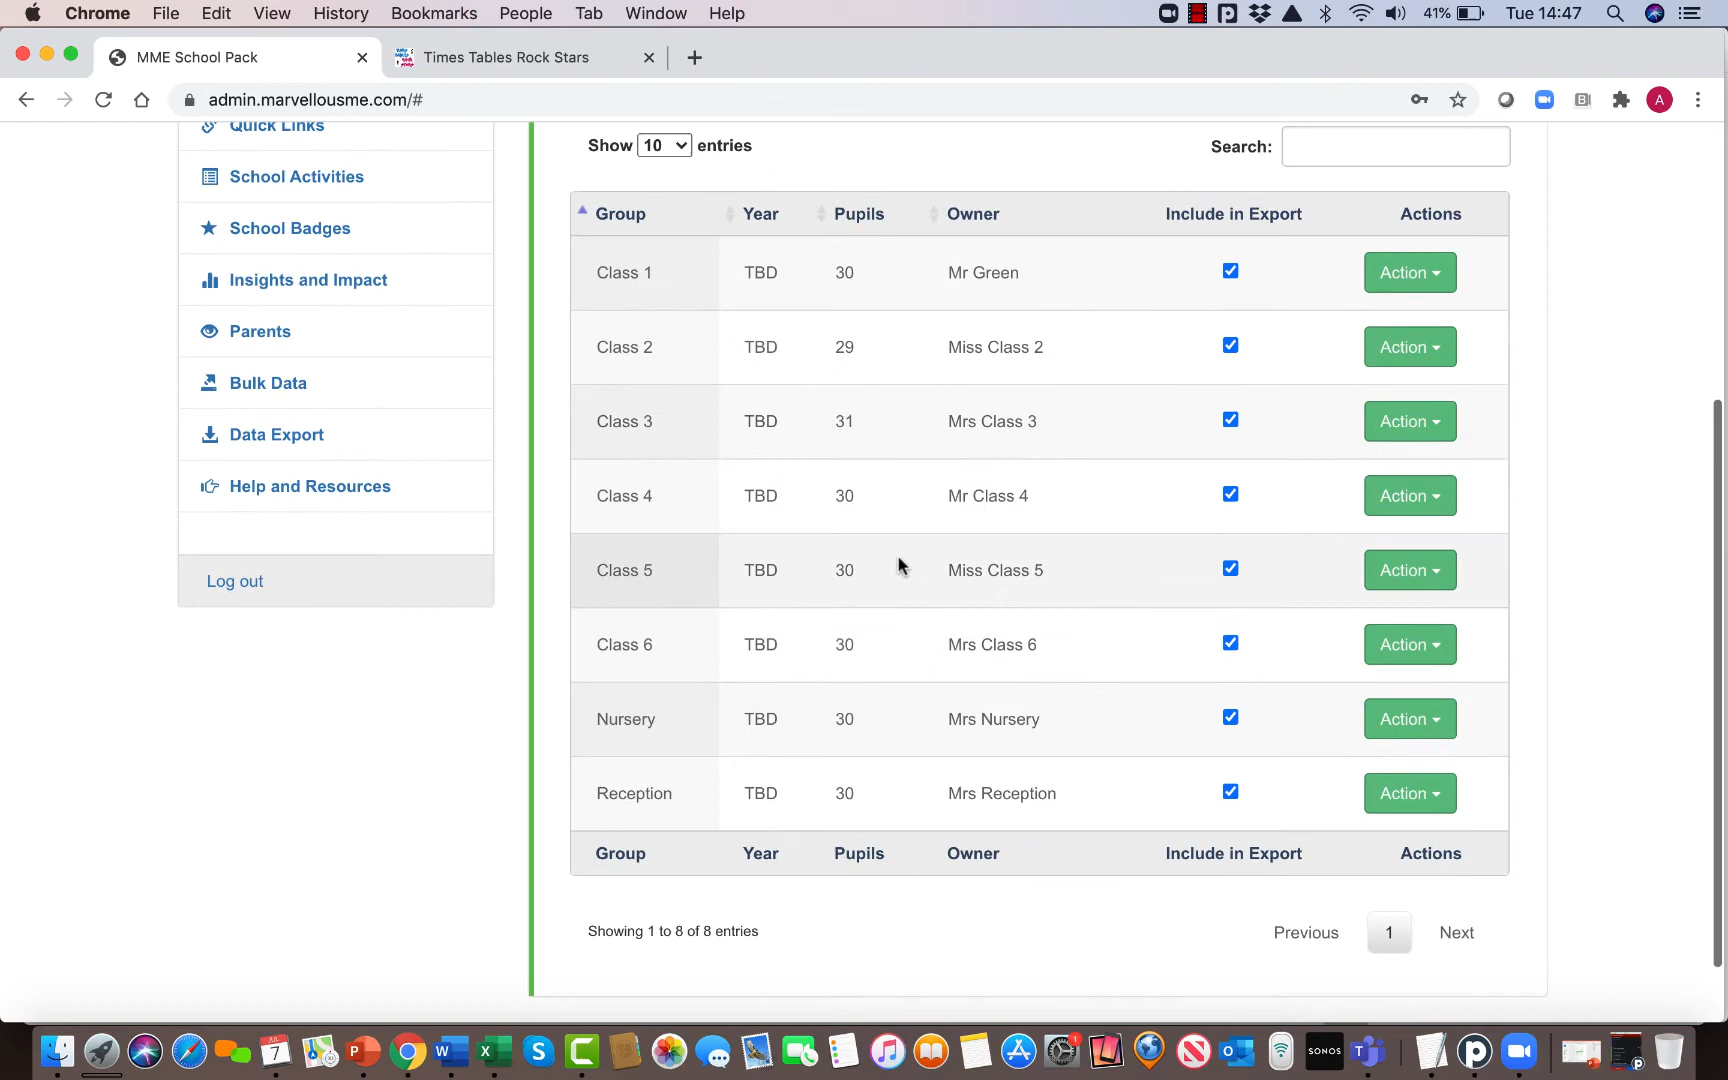 Chrome File Edit View History Bookmarks People Tab Window Help 41% Tue 14:47
MME School Pack Times Tables Rock Stars
admin.marvellousme.com/# A
Quick Links
School Activities
School Badges
Insights and Impact
Parents
Bulk Data
Data Export
Help and Resources
Log out
Show 10 entries Search:
Group Year Pupils Owner Include in Export Actions
Class 1 TBD 30 Mr Green Action
Class 2 TBD 29 Miss Class 2 Action
Class 3 TBD 31 Mrs Class 3 Action
Class 4 TBD 30 Mr Class 4 Action
Class 5 TBD 30 Miss Class 5 Action
Class 6 TBD 30 Mrs Class 6 Action
Nursery TBD 30 Mrs Nursery Action
Reception TBD 30 Mrs Reception Action
Group Year Pupils Owner Include in Export Actions
Showing 1 to 8 of 8 entries Previous 1 Next
JUL 7 SONOS